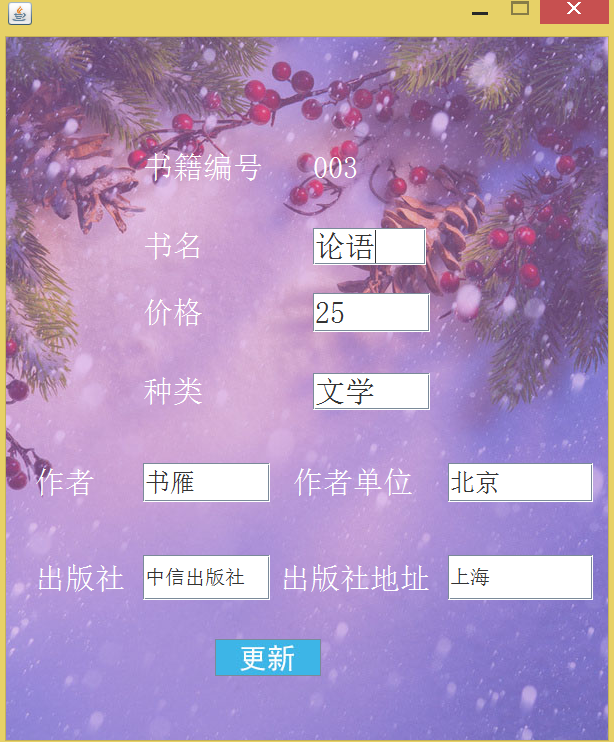 书籍编号 003
书名 论语
价格 25
种类 文学
作者 书雁 作者单位 北京
出版社 中信出版社 出版社地址 上海
更新